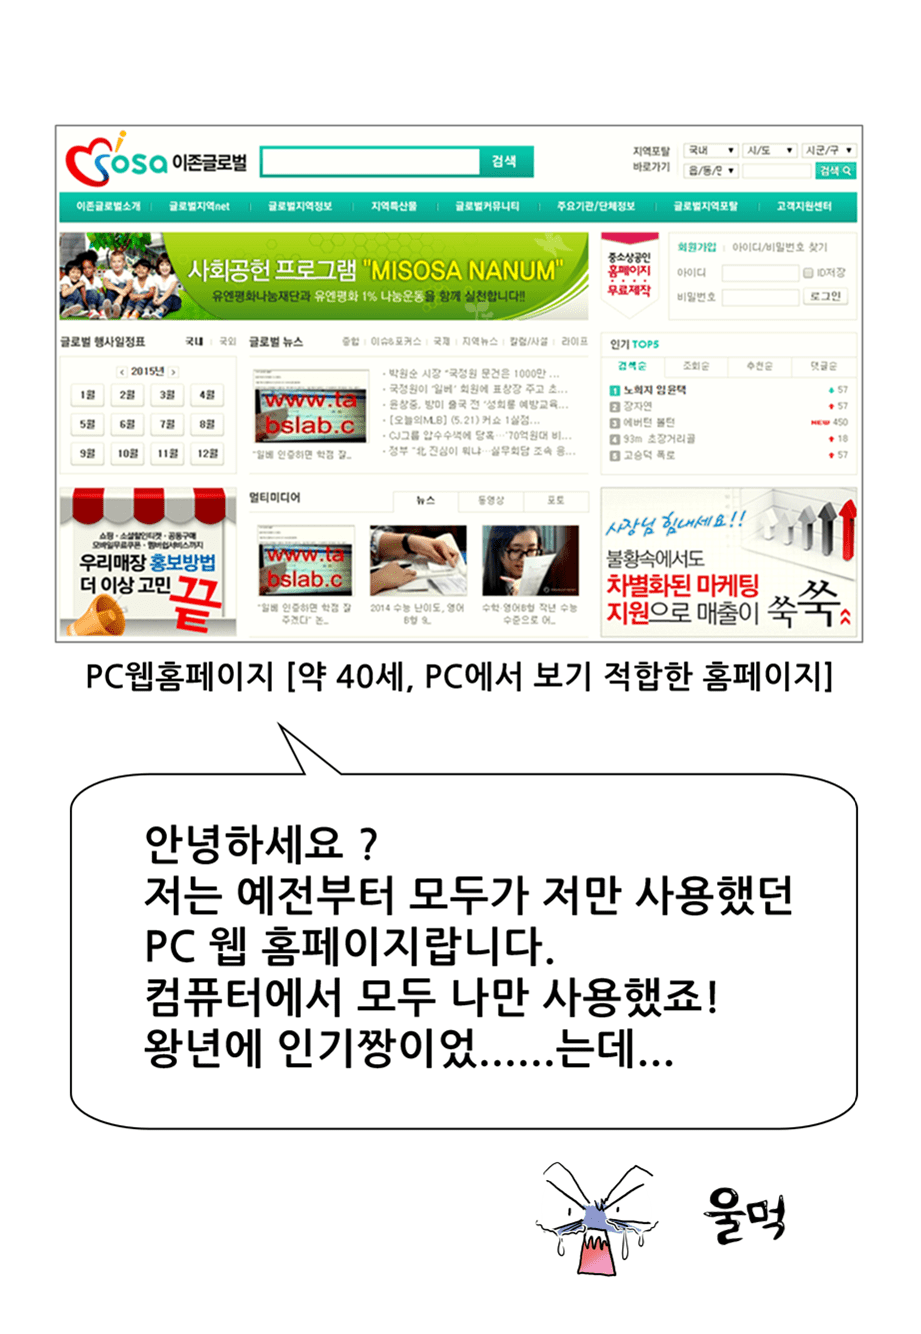 misosa 이존글로벌
검색
지역포탈
바로가기
국내 시/도 시/군/구
읍/동/면 검색
이존글로벌소개 글로벌지역net 글로벌지역정보 지역특산물 글로벌커뮤니티 주요기관/단체정보 글로벌지역포탈 고객지원센터
사회공헌 프로그램 "MISOSA NANUM"
유엔평화나눔재단과 유엔평화 1% 나눔운동을 함께 실천합니다!!
중소상공인
홈페이지
무료제작
회원가입 아이디/비밀번호 찾기
아이디 ID저장
비밀번호 로그인
글로벌 행사일정표 국내 국외
< 2015년 >
1월 2월 3월 4월
5월 6월 7월 8월
9월 10월 11월 12월
글로벌 뉴스 종합 이슈&포커스 국제 지역뉴스 칼럼/사설 라이프
www.ta
bslab.c
"일베 인증하면 학점 잘..
- 박원순 시장 "국정원 문건은 1000만 ...
- 국정원이 '일베' 회원에 표창장 주고 초...
- 윤창중, 방미 출국 전 '성희롱 예방교육...
- [오늘의MLB] (5.21) 커쇼 1실점...
- CJ그룹 압수수색에 당혹…'70억원대 비...
- 정부 "北, 진심이 뭐냐…실무회담 조속 응...
인기 TOP5
검색순 조회순 추천순 댓글순
1 노희지 임윤택 57
2 장자연 57
3 에버턴 볼턴 NEW 450
4 93m 초장거리골 18
5 고승덕 폭로 57
쇼핑·소셜할인티켓·공동구매
모바일무료쿠폰·멤버쉽서비스까지
우리매장 홍보방법
더 이상 고민 끝
멀티미디어 뉴스 동영상 포토
www.ta
bslab.c
"일베 인증하면 학점 잘
주겠다" 논..
2014 수능 난이도, 영어
B형 9..
수학·영어B형 작년 수능
수준으로 어..
사장님 힘내세요!!
불황속에서도
차별화된 마케팅
지원으로 매출이 쑥쑥
PC웹홈페이지 [약 40세, PC에서 보기 적합한 홈페이지]
안녕하세요 ?
저는 예전부터 모두가 저만 사용했던
PC 웹 홈페이지랍니다.
컴퓨터에서 모두 나만 사용했죠!
왕년에 인기짱이었......는데...
울먹